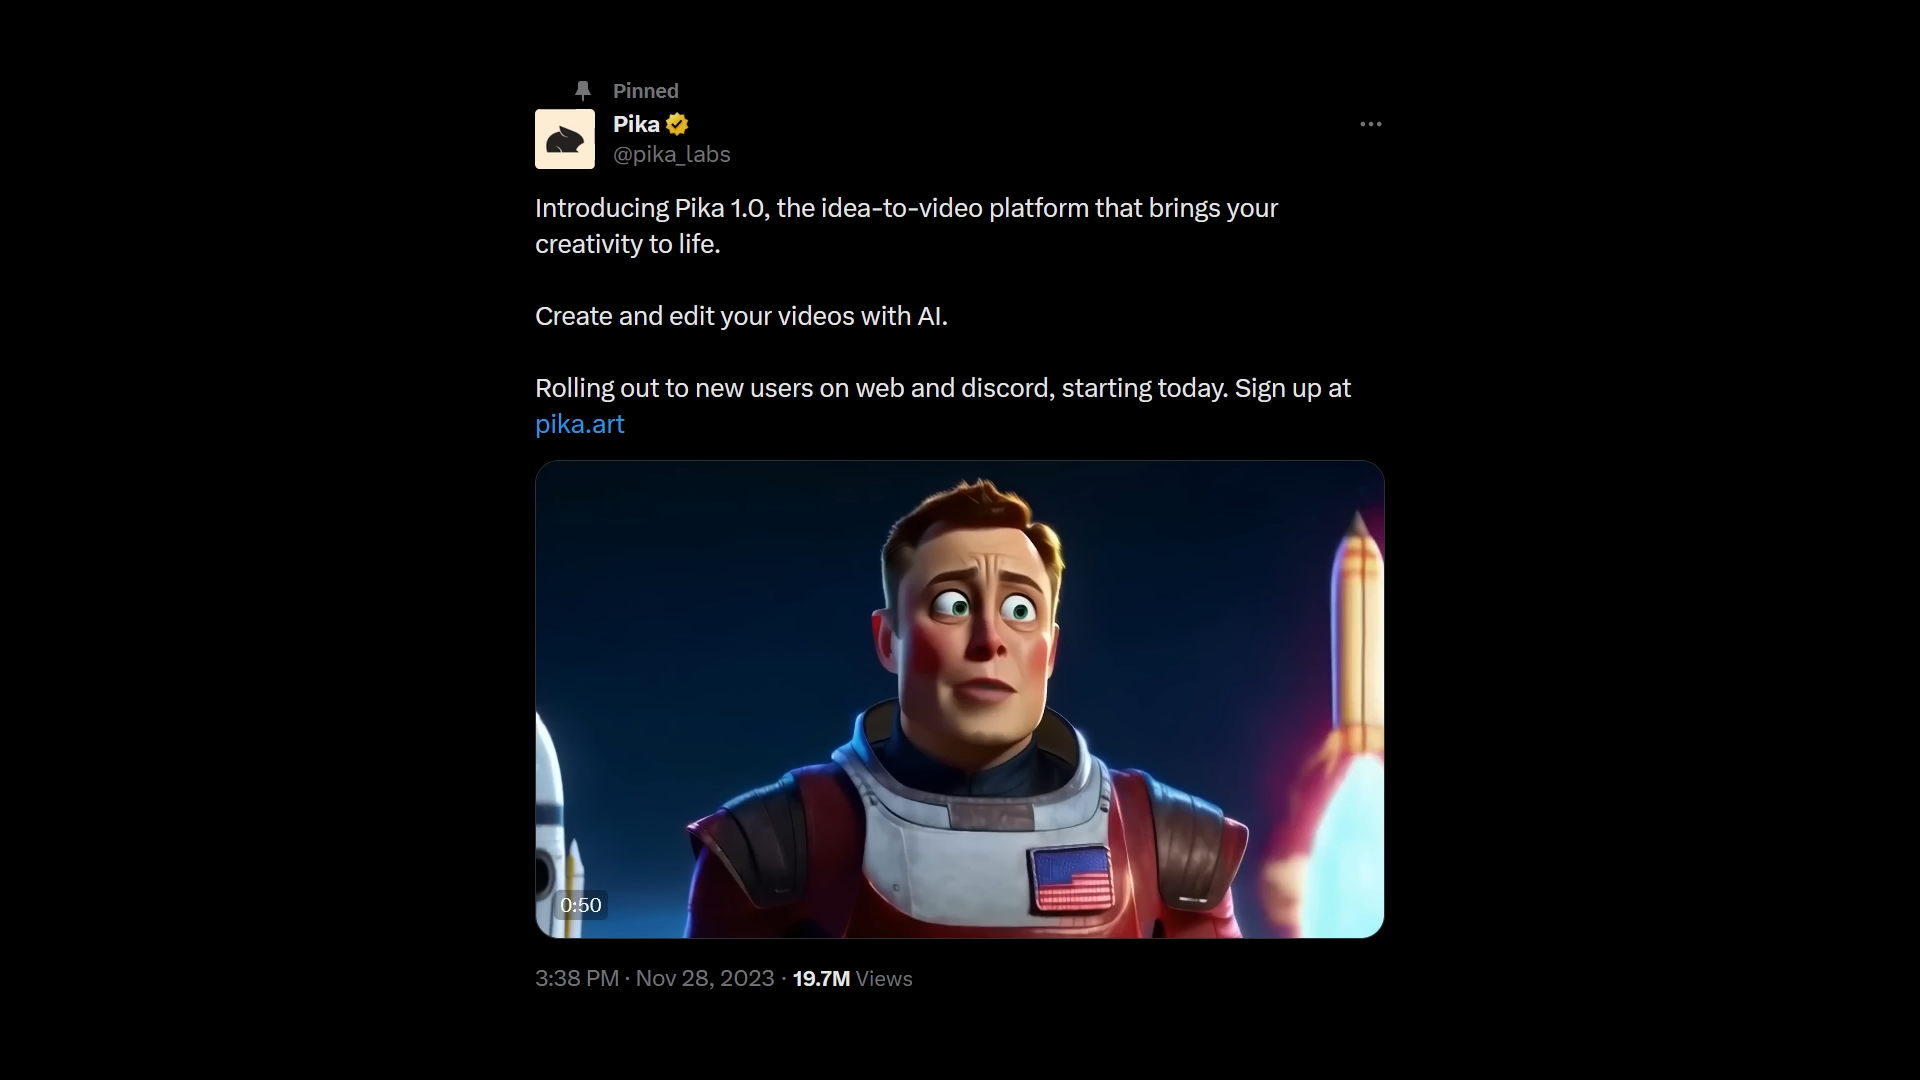 Pinned
Pika
@pika_labs
Introducing Pika 1.0, the idea-to-video platform that brings your
creativity to life.
Create and edit your videos with AI.
Rolling out to new users on web and discord, starting today. Sign up at
pika.art
0:50
3:38 PM · Nov 28, 2023 · 19.7M Views